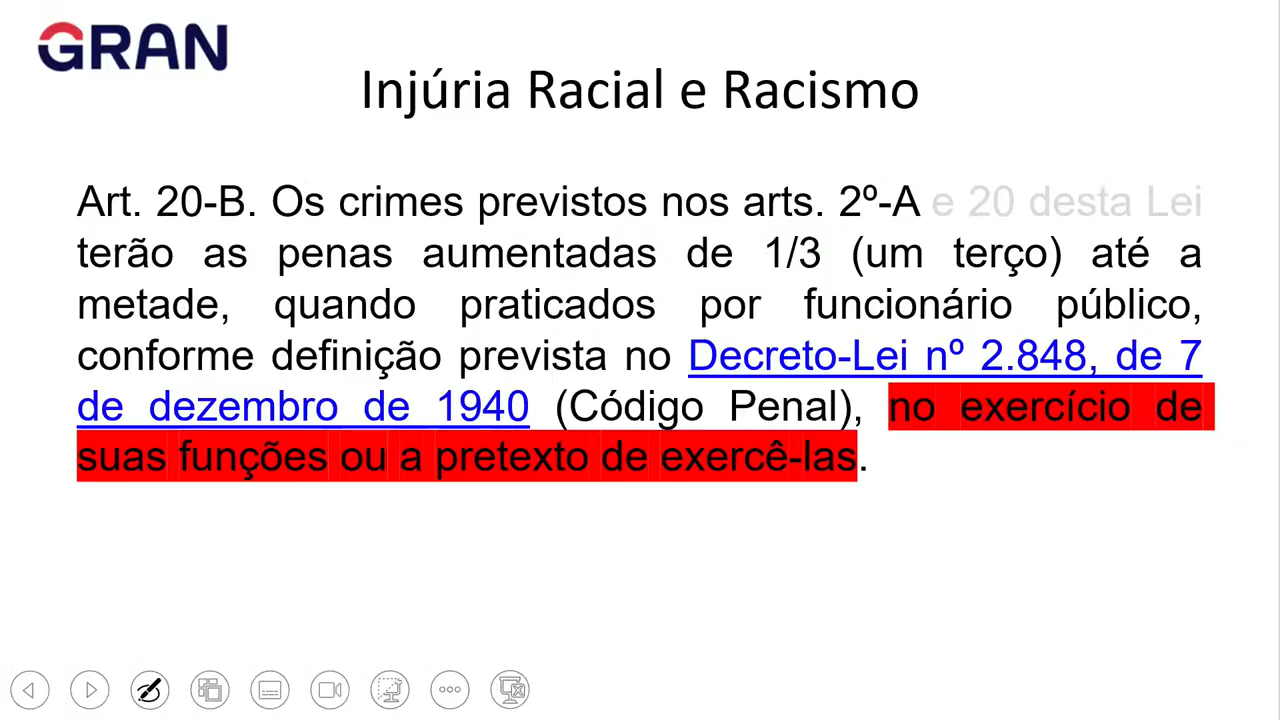 GRAN
Injúria Racial e Racismo
Art. 20-B. Os crimes previstos nos arts. 2º-A e 20 desta Lei
terão as penas aumentadas de 1/3 (um terço) até a
metade, quando praticados por funcionário público,
conforme definição prevista no Decreto-Lei nº 2.848, de 7
de dezembro de 1940 (Código Penal), no exercício de
suas funções ou a pretexto de exercê-las.